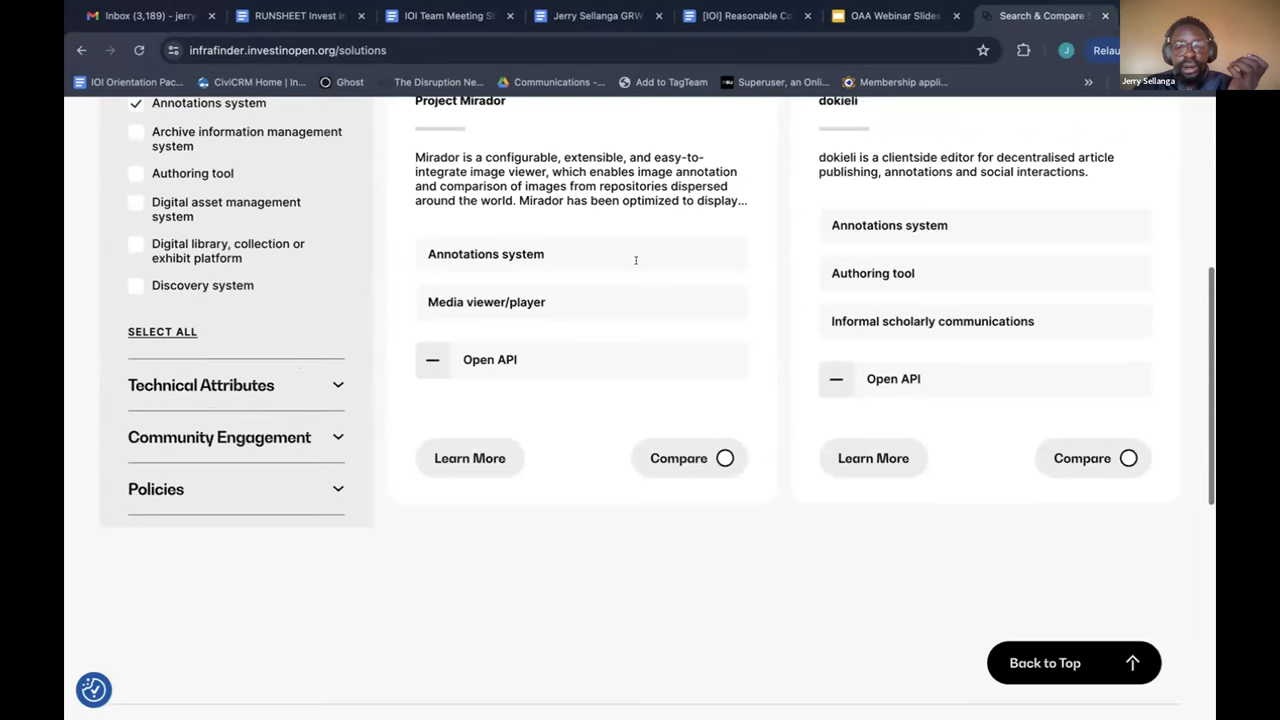 Inbox (3,189) - jerry
RUNSHEET Invest in
IOI Team Meeting Sl
Jerry Sellanga GRW
[IOI] Reasonable Co
OAA Webinar Slides
Search & Compare
infrafinder.investinopen.org/solutions
J
Relau
IOI Orientation Pac...
CiviCRM Home | In...
Ghost
The Disruption Ne...
Communications -...
Add to TagTeam
Superuser, an Onli...
Membership appli...
»
Jerry Sellanga
Annotations system
Archive information management
system
Authoring tool
Digital asset management
system
Digital library, collection or
exhibit platform
Discovery system
SELECT ALL
Technical Attributes
Community Engagement
Policies
Project Mirador
Mirador is a configurable, extensible, and easy-to-
integrate image viewer, which enables image annotation
and comparison of images from repositories dispersed
around the world. Mirador has been optimized to display...
Annotations system
Media viewer/player
Open API
Learn More
Compare
dokieli
dokieli is a clientside editor for decentralised article
publishing, annotations and social interactions.
Annotations system
Authoring tool
Informal scholarly communications
Open API
Learn More
Compare
Back to Top